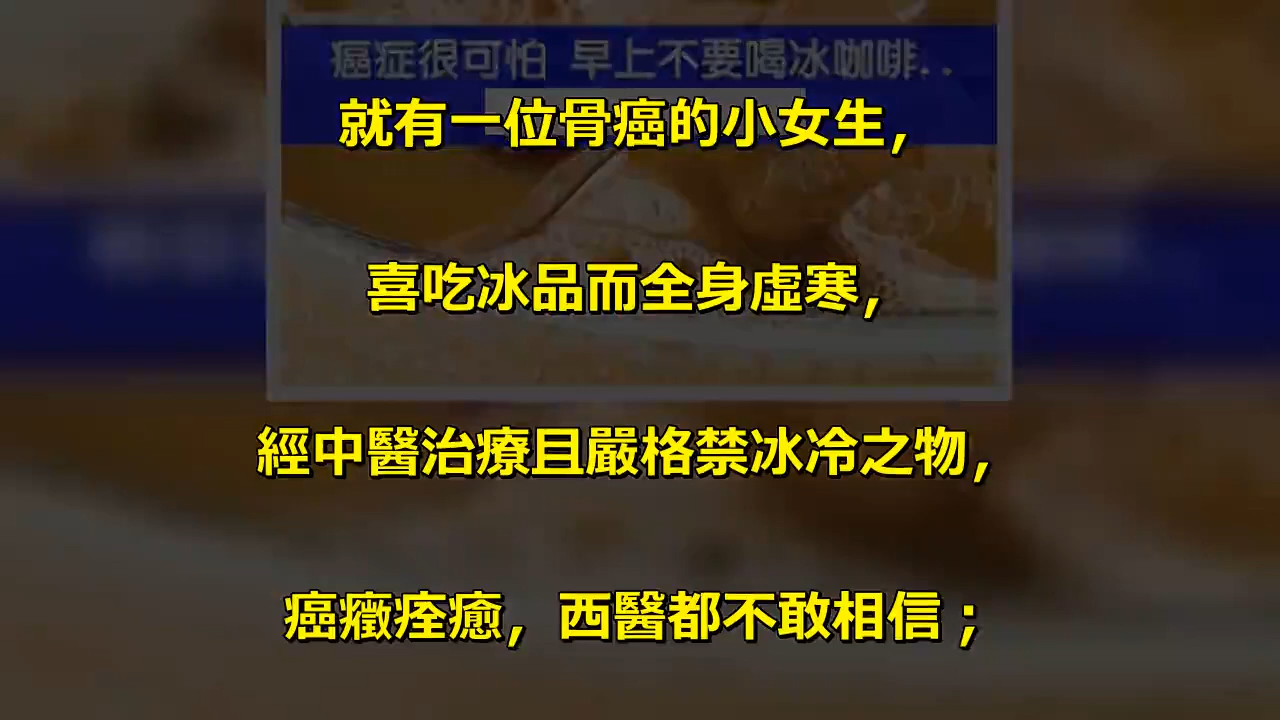 癌症很可怕 早上不要喝冰咖啡..
就有一位骨癌的小女生，
喜吃冰品而全身虛寒，
經中醫治療且嚴格禁冰冷之物，
癌癥痊癒，西醫都不敢相信；